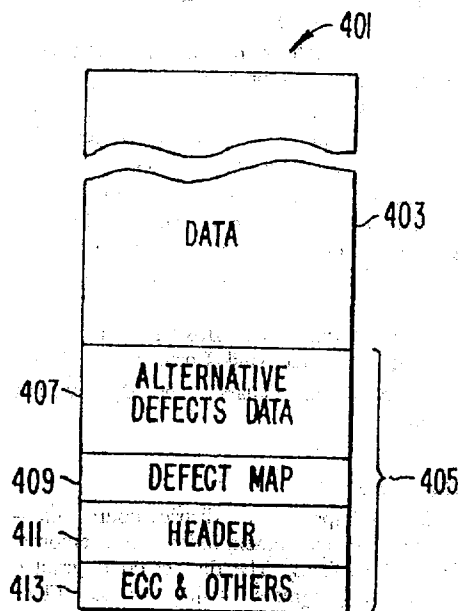 401
DATA
403
407
ALTERNATIVE
DEFECTS DATA
409
DEFECT MAP
405
411
HEADER
413
ECC & OTHERS